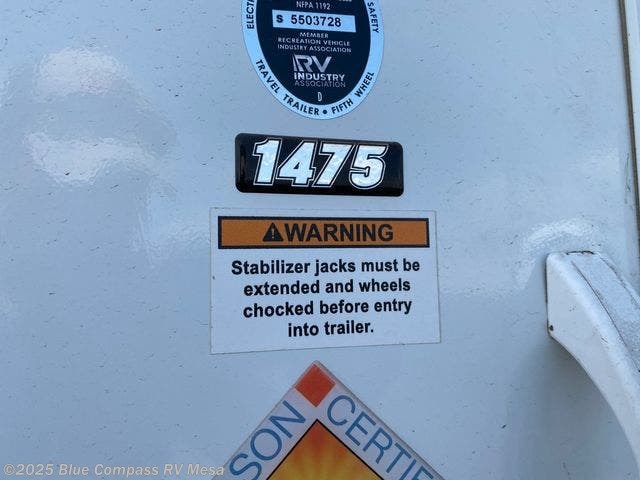 NFPA 1192
S 5503728
MEMBER
RECREATION VEHICLE
INDUSTRY ASSOCIATION
RV
INDUSTRY
ASSOCIATION
D
SAFETY
TRAVEL TRAILER • FIFTH WHEEL
1475
WARNING
Stabilizer jacks must be
extended and wheels
chocked before entry
into trailer.
SON CERTIF
©2025 Blue Compass RV Mesa